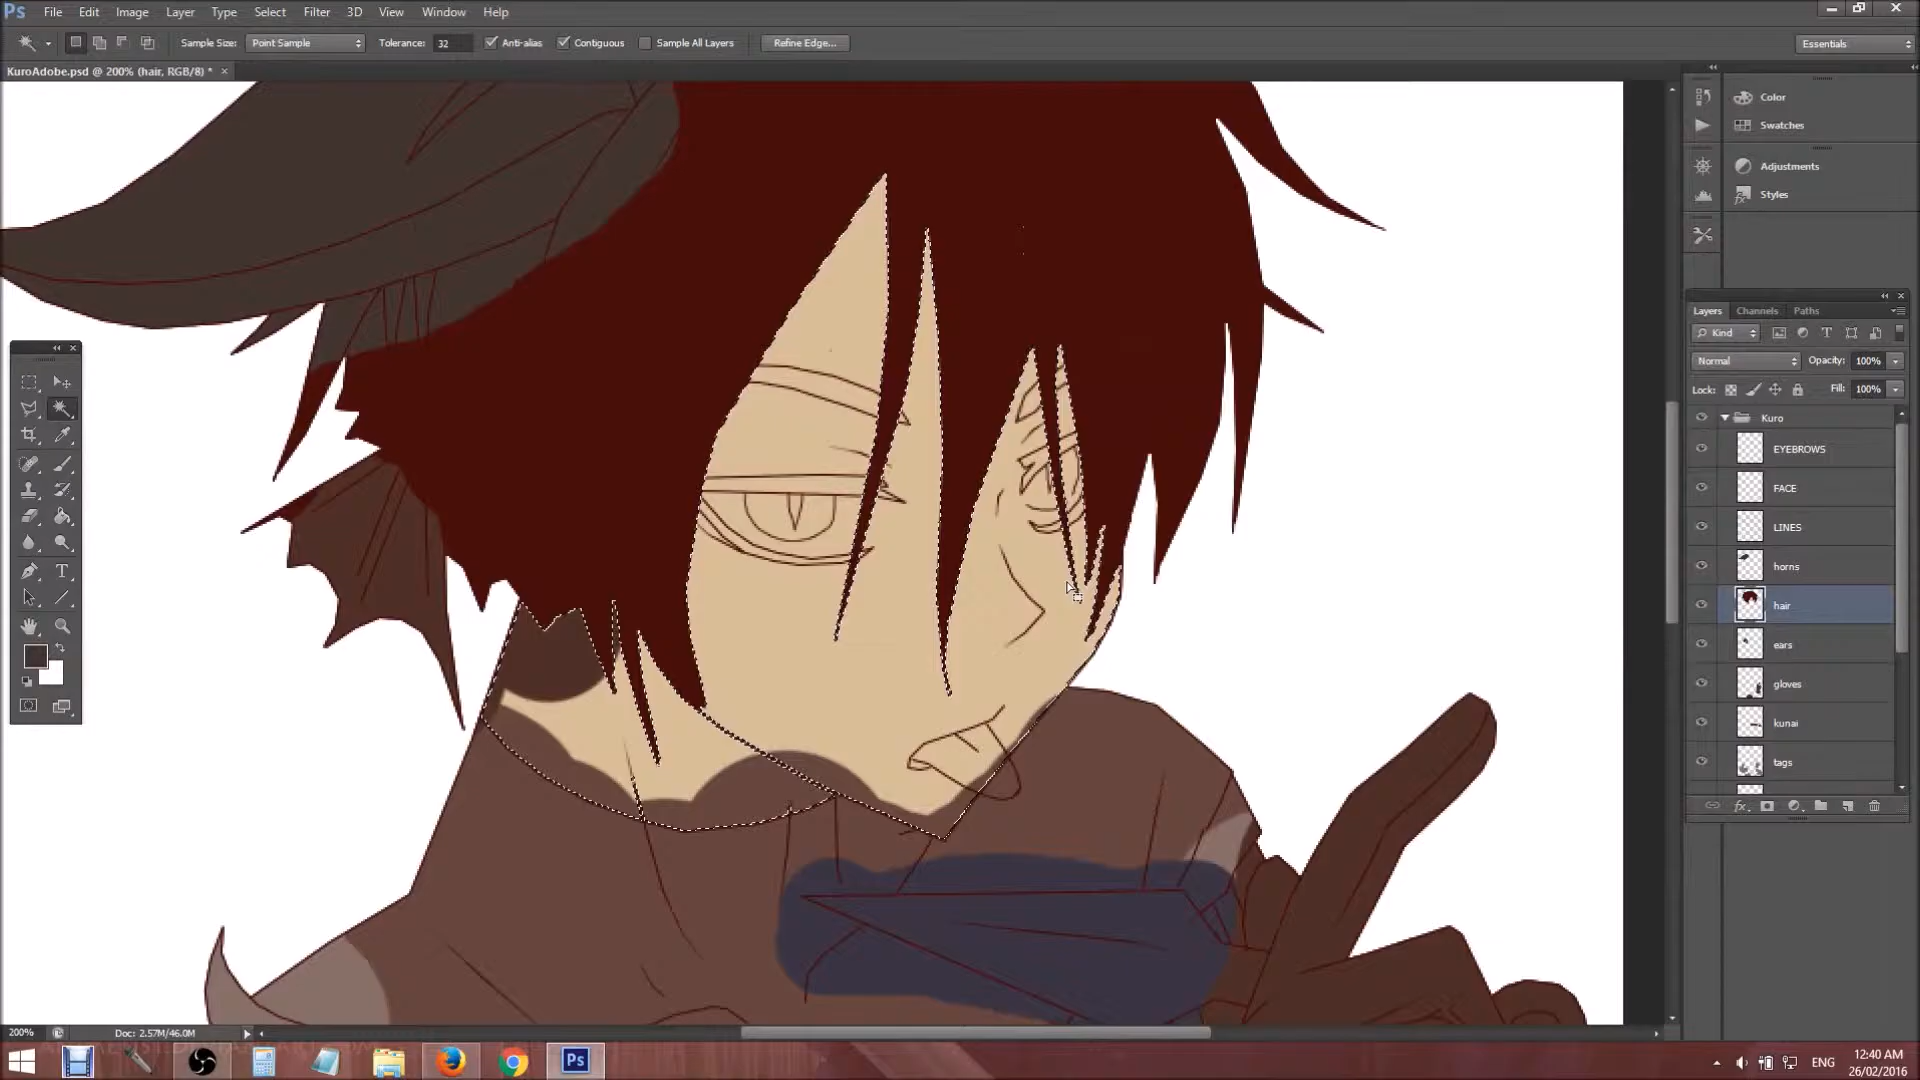 Ps File Edit Image Layer Type Select Filter 3D View Window Help
Sample Size: Point Sample Tolerance: 32 Anti-alias Contiguous Sample All Layers Refine Edge... Essentials
KuroAdobe.psd @ 200% (hair, RGB/8) *
Color
Swatches
Adjustments
Styles
Layers Channels Paths
Kind
Normal Opacity: 100%
Lock: Fill: 100%
Kuro
EYEBROWS
FACE
LINES
horns
hair
ears
gloves
kunai
tags
200% Doc: 2.57M/46.0M
Ps ENG 12:40 AM
26/02/2016